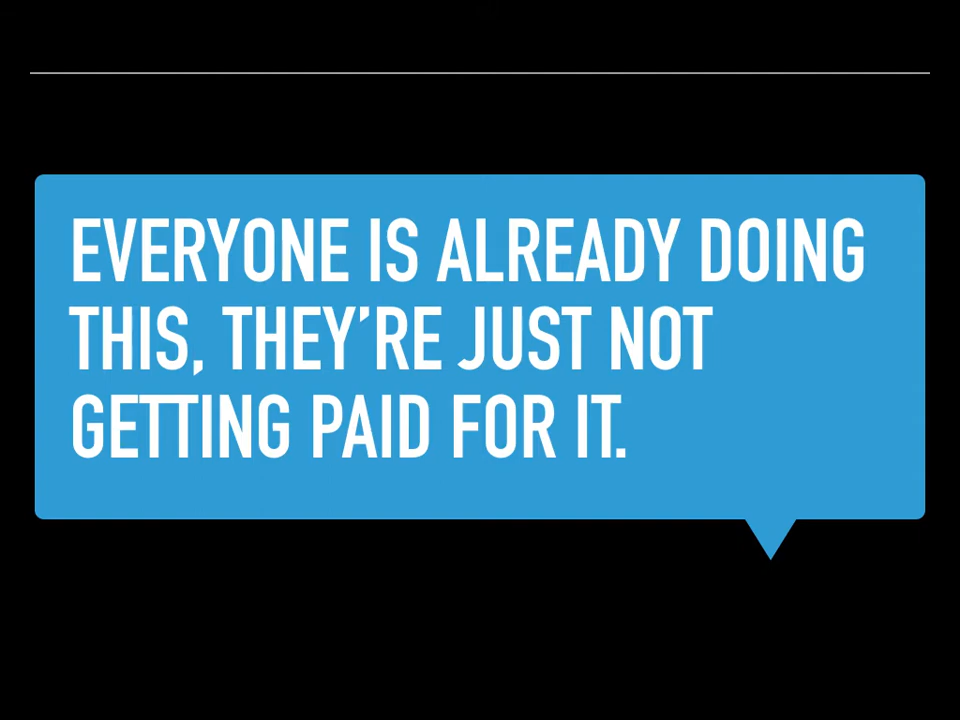 EVERYONE IS ALREADY DOING
THIS, THEY’RE JUST NOT
GETTING PAID FOR IT.